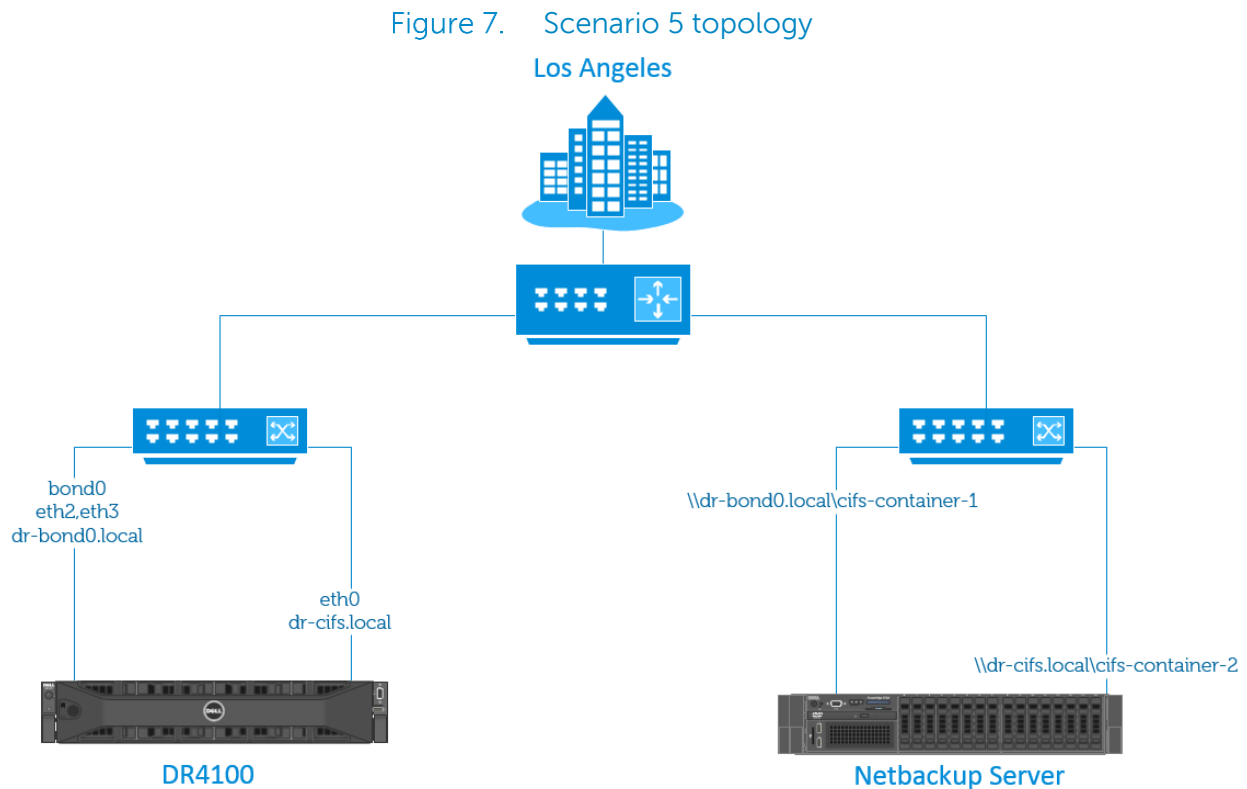 Figure 7. Scenario 5 topology
Los Angeles
bond0
eth2,eth3
dr-bond0.local
eth0
dr-cifs.local
\\dr-bond0.local\cifs-container-1
\\dr-cifs.local\cifs-container-2
DELL
DR4100
Netbackup Server